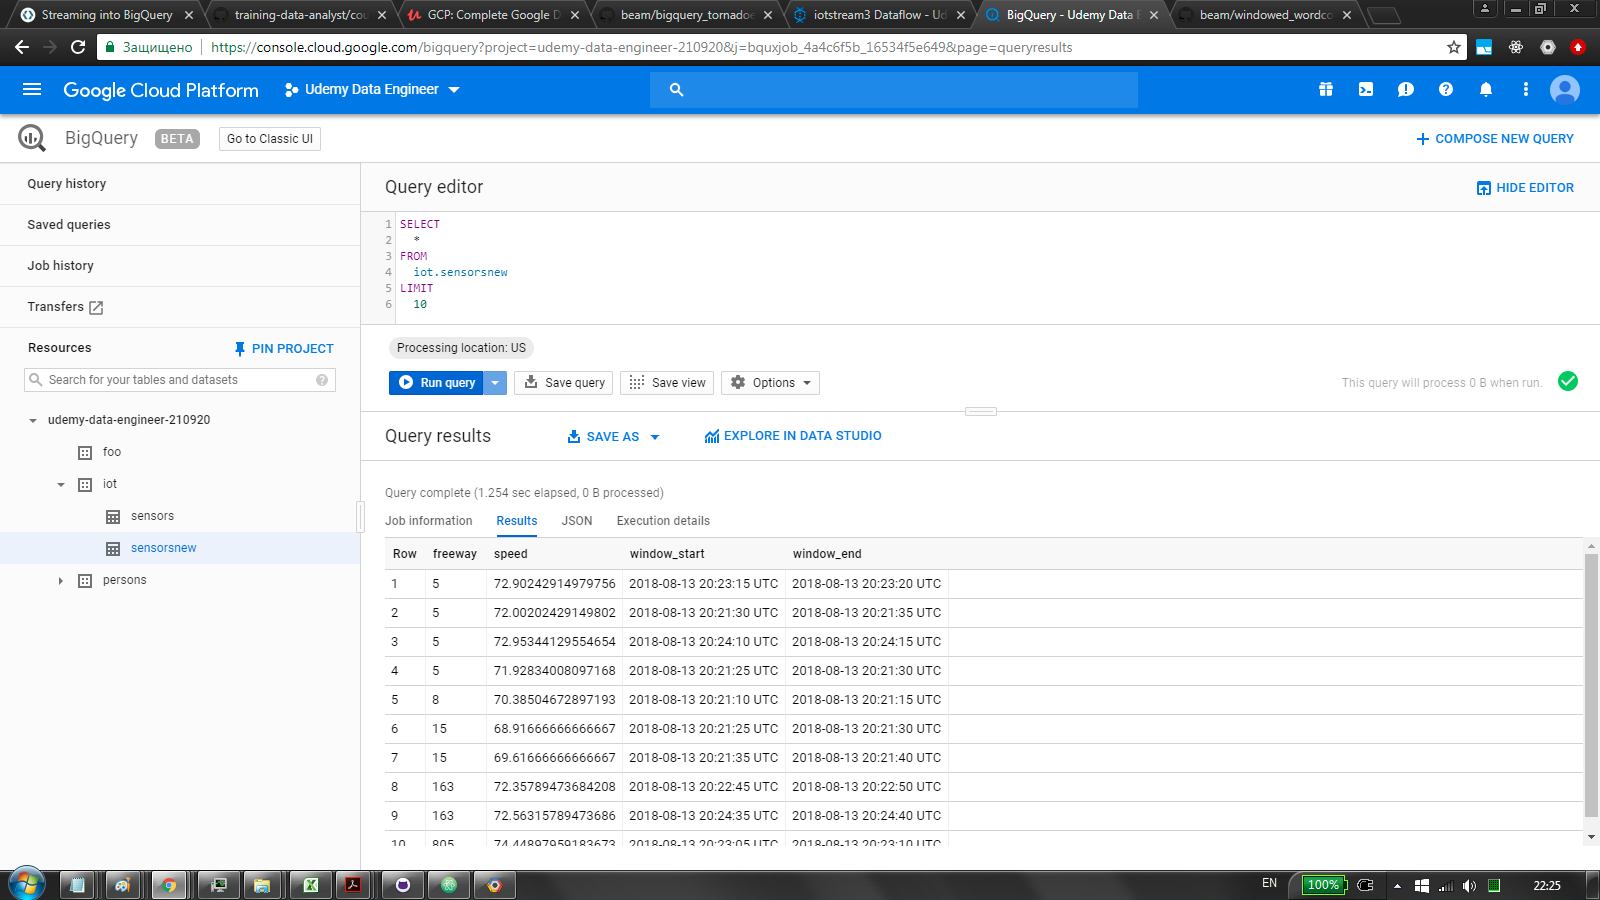 Streaming into BigQuery
training-data-analyst/cou
GCP: Complete Google D
beam/bigquery_tornadoe
iotstream3 Dataflow - Ud
BigQuery - Udemy Data E
beam/windowed_wordco
Защищено
https://console.cloud.google.com/bigquery?project=udemy-data-engineer-210920&j=bquxjob_4a4c6f5b_16534f5e649&page=queryresults
Google Cloud Platform
Udemy Data Engineer
BigQuery
BETA
Go to Classic UI
COMPOSE NEW QUERY
Query history
Saved queries
Job history
Transfers
Resources
PIN PROJECT
Search for your tables and datasets
udemy-data-engineer-210920
foo
iot
sensors
sensorsnew
persons
Query editor
HIDE EDITOR
1 SELECT
2 *
3 FROM
4 iot.sensorsnew
5 LIMIT
6 10
Processing location: US
Run query
Save query
Save view
Options
This query will process 0 B when run.
Query results
SAVE AS
EXPLORE IN DATA STUDIO
Query complete (1.254 sec elapsed, 0 B processed)
Job information Results JSON Execution details
Row freeway speed window_start window_end
1 5 72.90242914979756 2018-08-13 20:23:15 UTC 2018-08-13 20:23:20 UTC
2 5 72.00202429149802 2018-08-13 20:21:30 UTC 2018-08-13 20:21:35 UTC
3 5 72.95344129554654 2018-08-13 20:24:10 UTC 2018-08-13 20:24:15 UTC
4 5 71.92834008097168 2018-08-13 20:21:25 UTC 2018-08-13 20:21:30 UTC
5 8 70.38504672897193 2018-08-13 20:21:10 UTC 2018-08-13 20:21:15 UTC
6 15 68.91666666666667 2018-08-13 20:21:25 UTC 2018-08-13 20:21:30 UTC
7 15 69.61666666666667 2018-08-13 20:21:35 UTC 2018-08-13 20:21:40 UTC
8 163 72.35789473684208 2018-08-13 20:22:45 UTC 2018-08-13 20:22:50 UTC
9 163 72.56315789473686 2018-08-13 20:24:35 UTC 2018-08-13 20:24:40 UTC
10 805 74.44897959183673 2018-08-13 20:23:05 UTC 2018-08-13 20:23:10 UTC
EN
100%
22:25